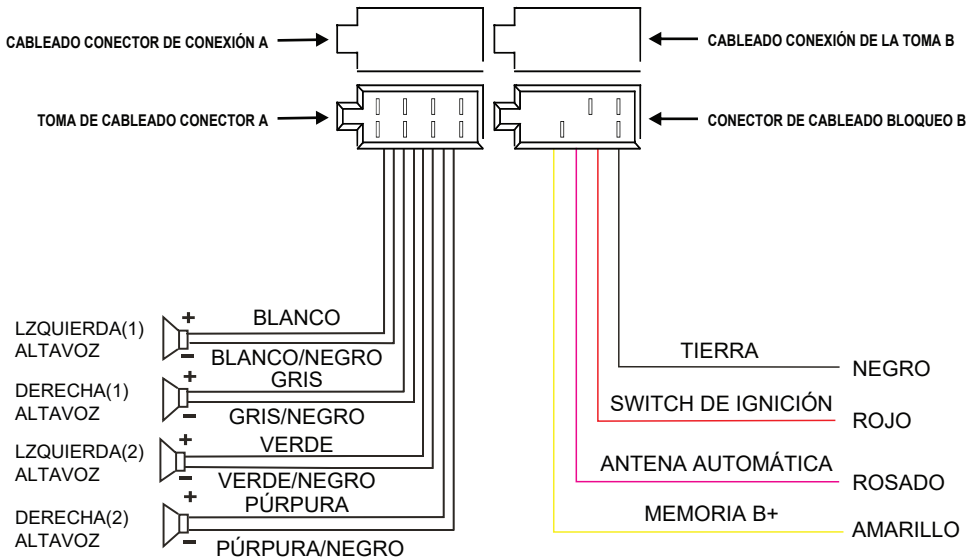 CABLEADO CONECTOR DE CONEXIÓN A
CABLEADO CONEXIÓN DE LA TOMA B
TOMA DE CABLEADO CONECTOR A
CONECTOR DE CABLEADO BLOQUEO B
LZQUIERDA(1)
ALTAVOZ
+
BLANCO
–
BLANCO/NEGRO
DERECHA(1)
ALTAVOZ
+
GRIS
–
GRIS/NEGRO
LZQUIERDA(2)
ALTAVOZ
+
VERDE
–
VERDE/NEGRO
DERECHA(2)
ALTAVOZ
+
PÚRPURA
–
PÚRPURA/NEGRO
TIERRA
NEGRO
SWITCH DE IGNICIÓN
ROJO
ANTENA AUTOMÁTICA
ROSADO
MEMORIA B+
AMARILLO